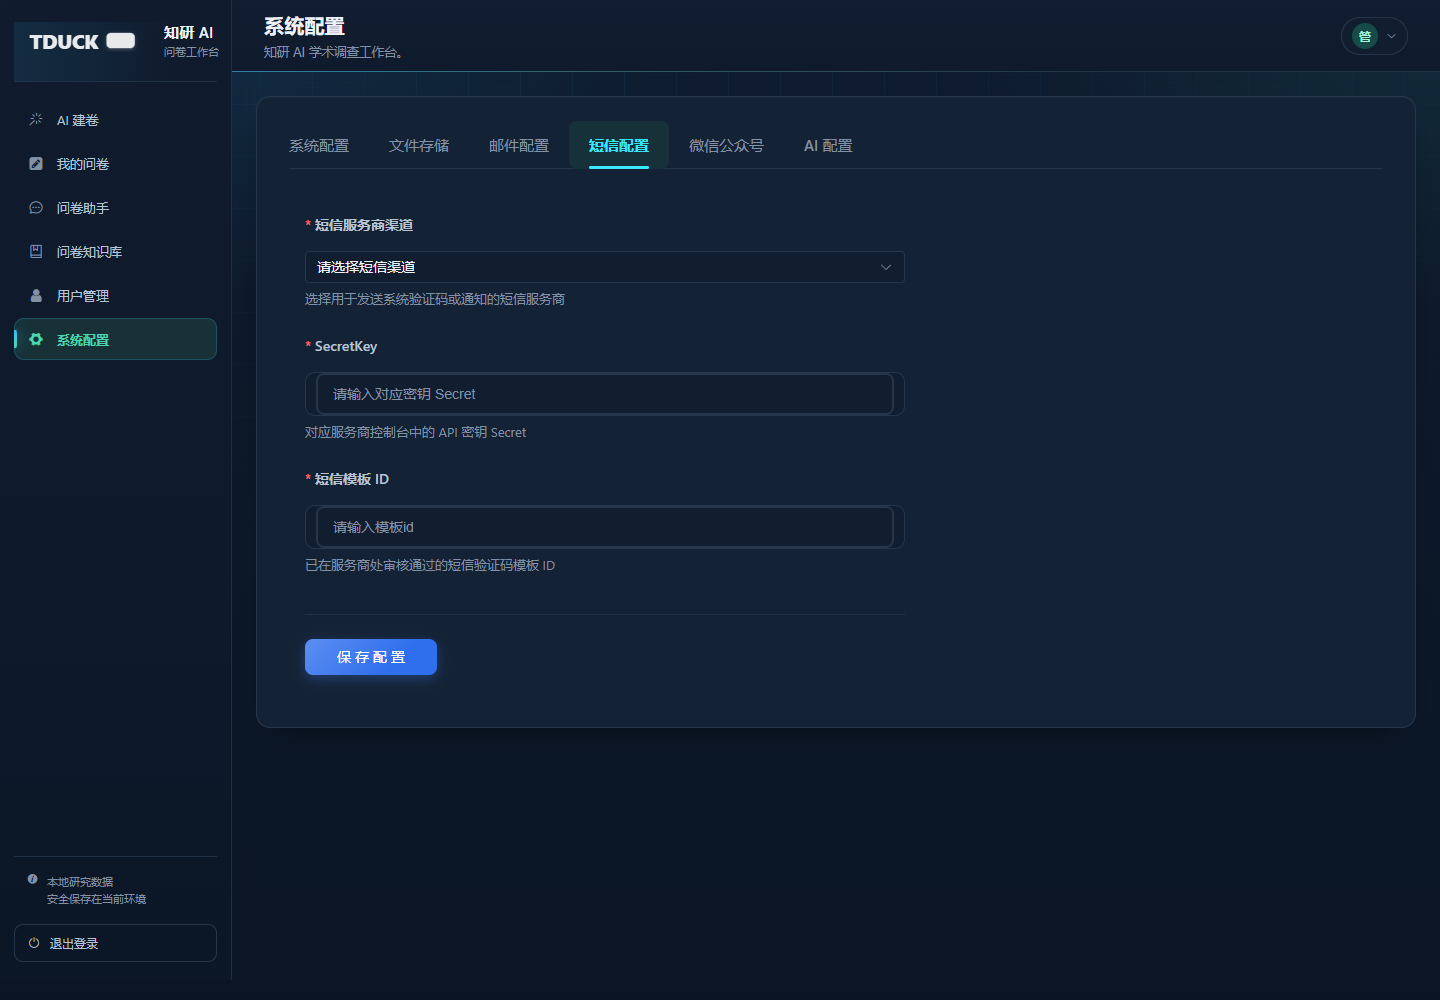 TDUCK
知研 AI
问卷工作台
AI 建卷
我的问卷
问卷助手
问卷知识库
用户管理
系统配置
本地研究数据
安全保存在当前环境
退出登录
系统配置
知研 AI 学术调查工作台。
管
系统配置
文件存储
邮件配置
短信配置
微信公众号
AI 配置
* 短信服务商渠道
请选择短信渠道
选择用于发送系统验证码或通知的短信服务商
* SecretKey
请输入对应密钥 Secret
对应服务商控制台中的 API 密钥 Secret
* 短信模板 ID
请输入模板id
已在服务商处审核通过的短信验证码模板 ID
保存配置